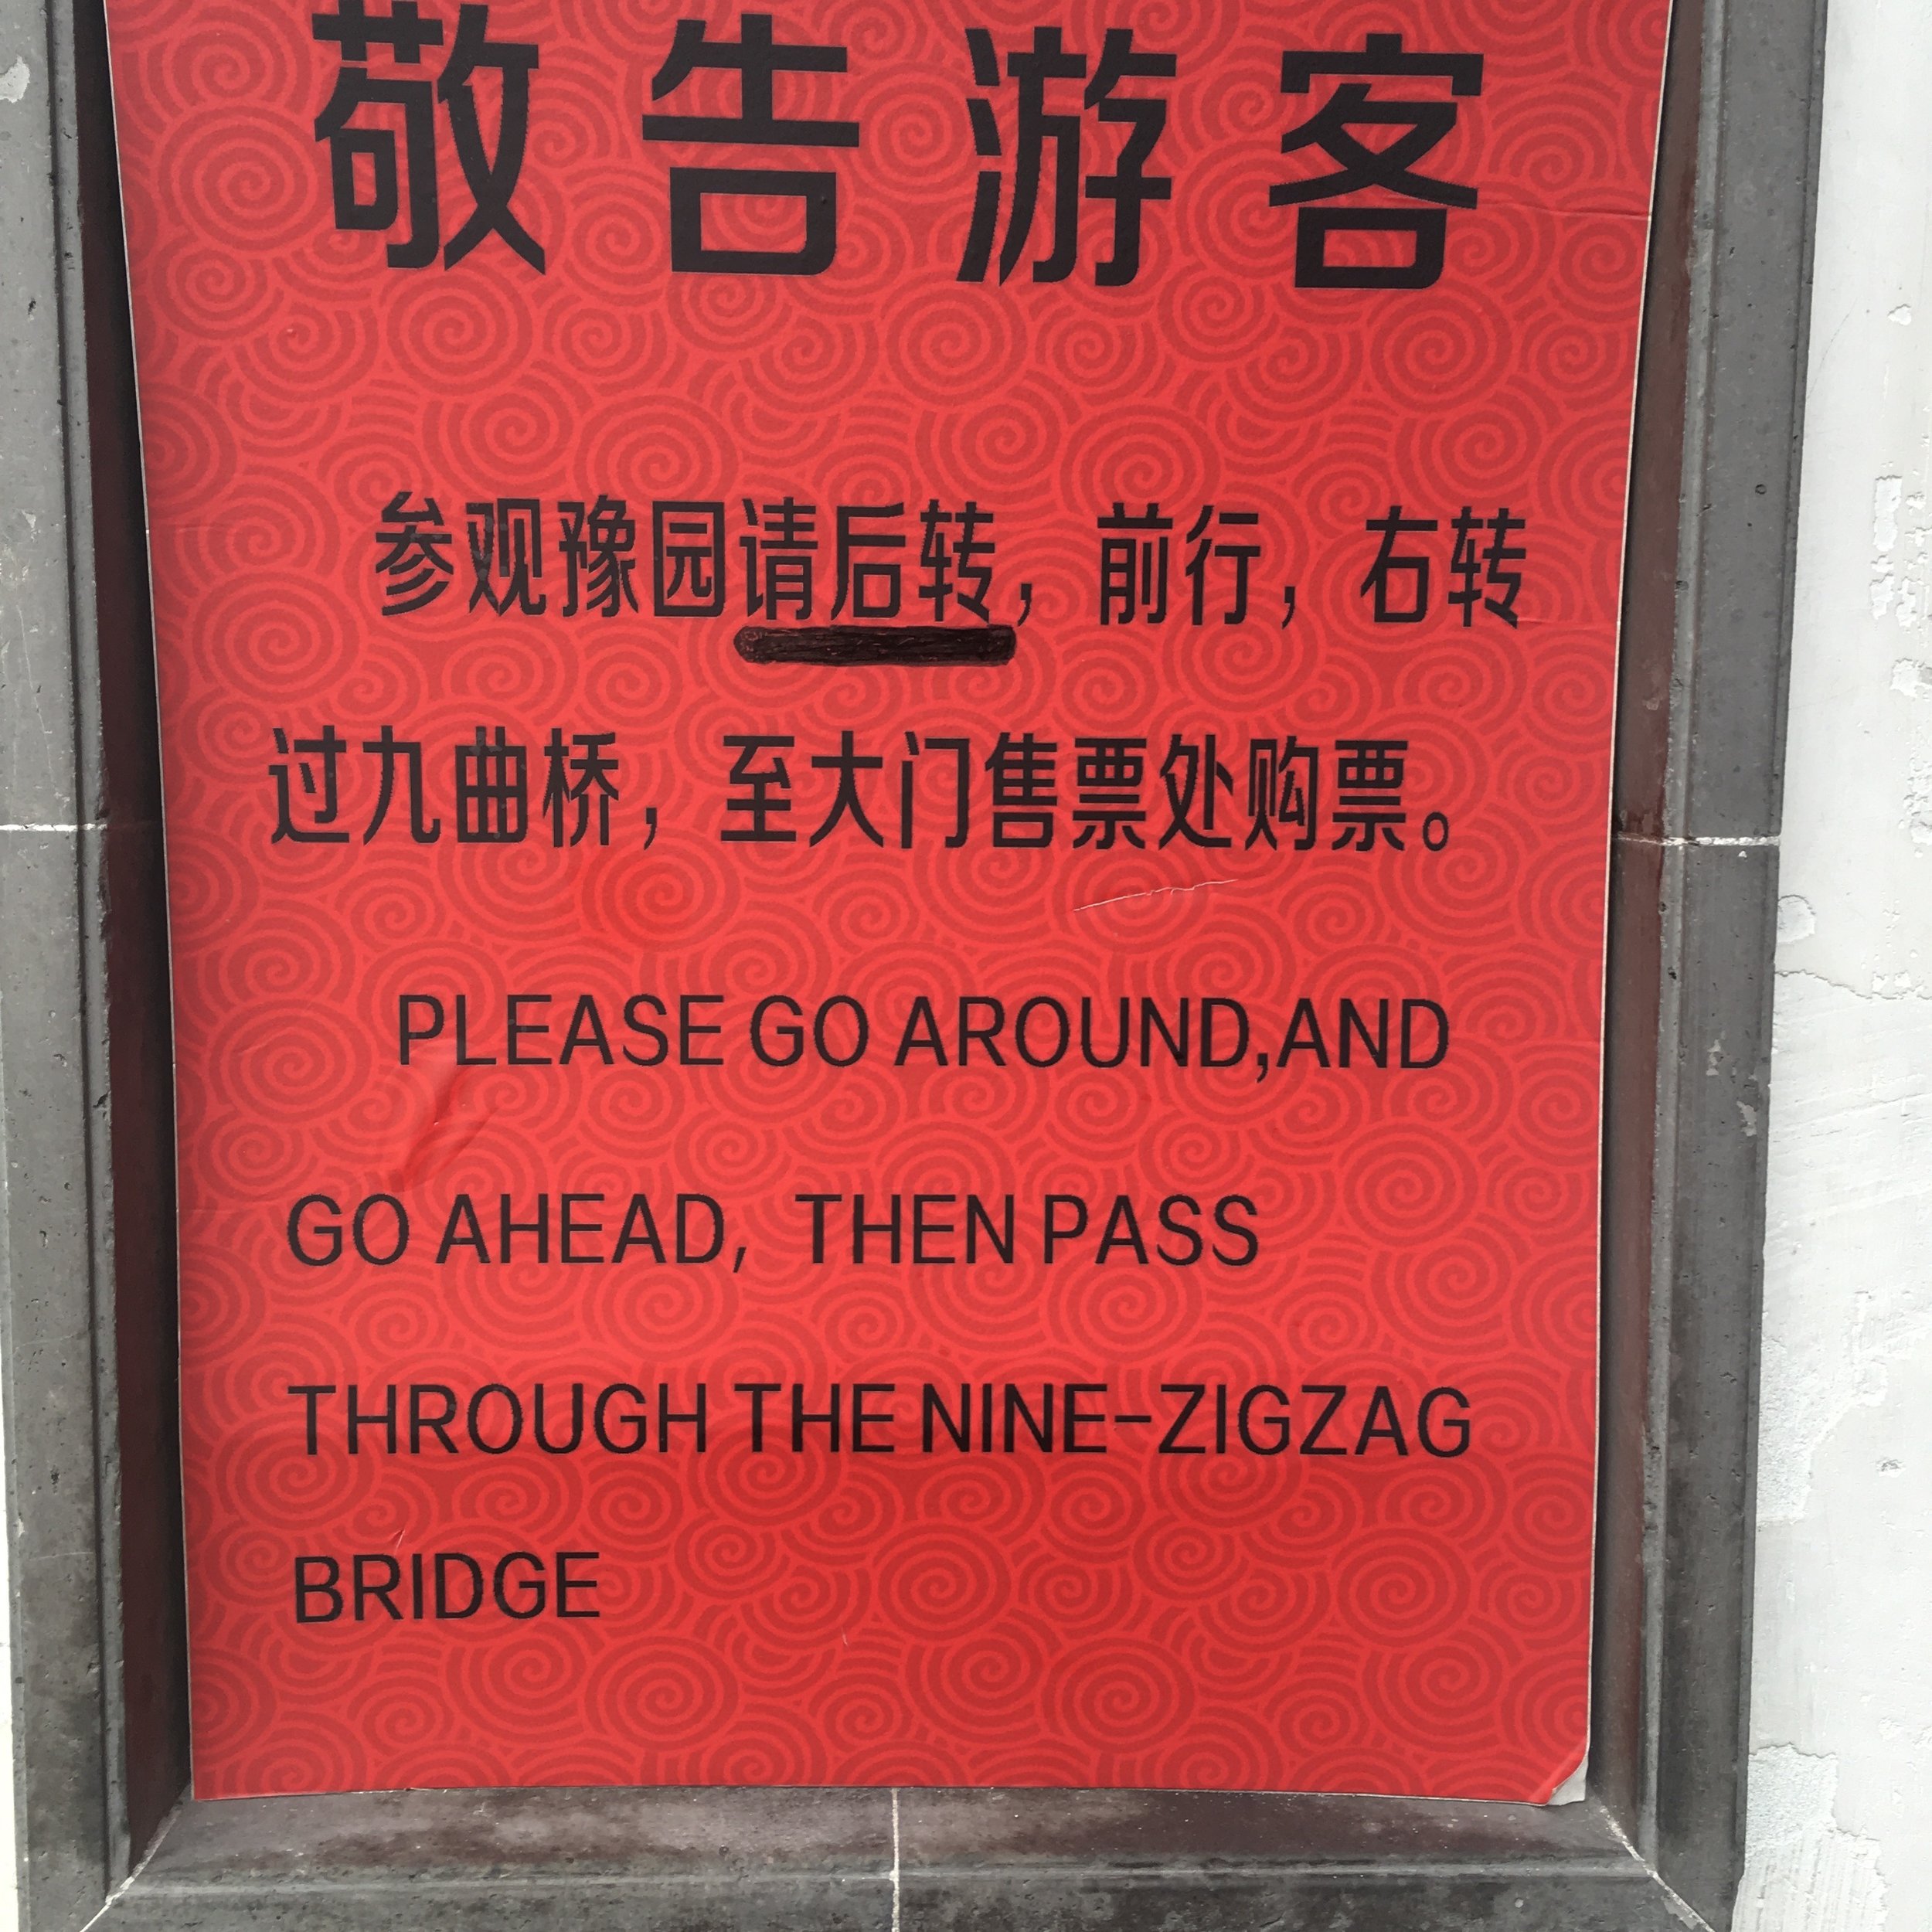 敬告游客
参观豫园请后转，前行，右转
过九曲桥，至大门售票处购票。
PLEASE GO AROUND,AND
GO AHEAD, THEN PASS
THROUGH THE NINE-ZIGZAG
BRIDGE